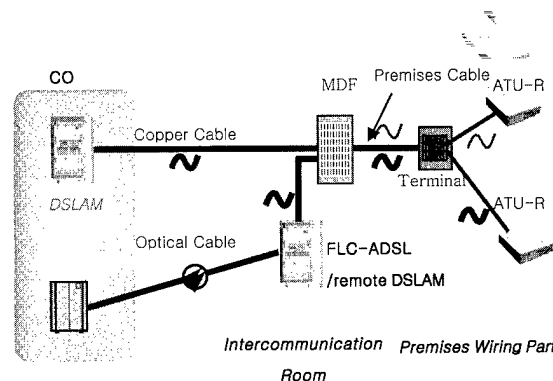 CO
MDF
Premises Cable
ATU-R
Copper Cable
DSLAM
Terminal
ATU-R
Optical Cable
FLC-ADSL
/remote DSLAM
Intercommunication
Room
Premises Wiring Part